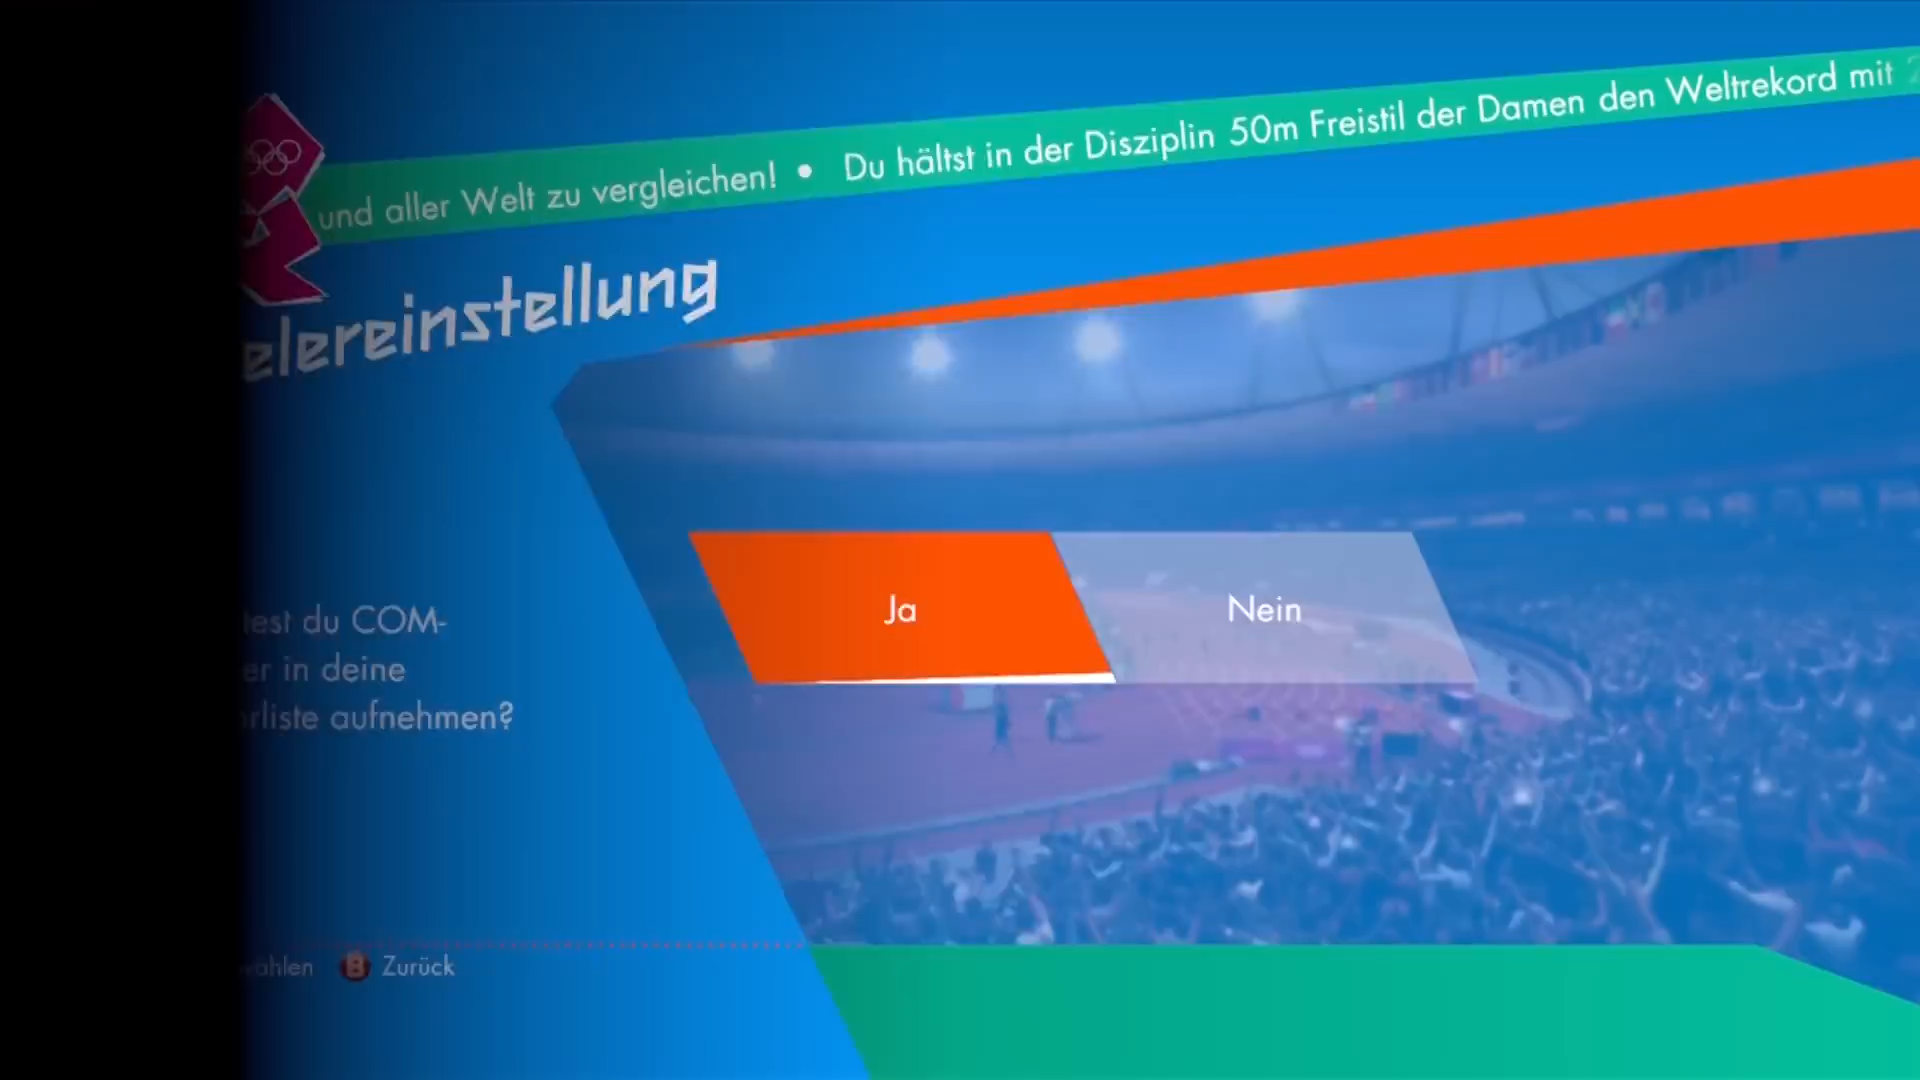 und aller Welt zu vergleichen! • Du hältst in der Disziplin 50m Freistil der Damen den Weltrekord mit
elereinstellung
test du COM-
er in deine
rliste aufnehmen?
Ja
Nein
wählen B Zurück